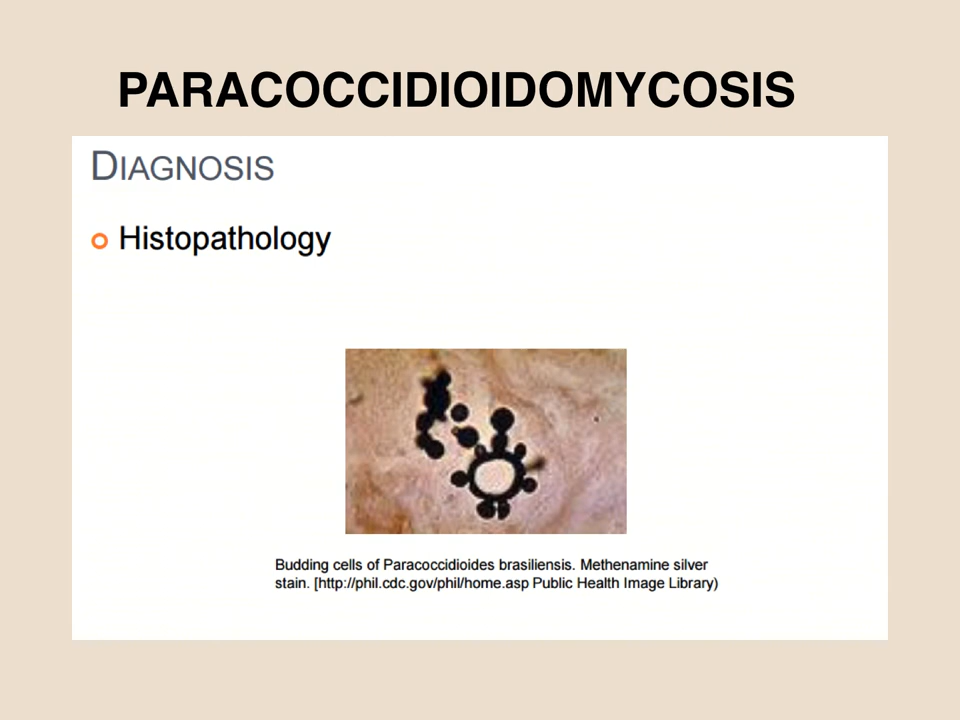 PARACOCCIDIOIDOMYCOSIS
DIAGNOSIS
Histopathology
Budding cells of Paracoccidioides brasiliensis. Methenamine silver
stain. [http://phil.cdc.gov/phil/home.asp Public Health Image Library)